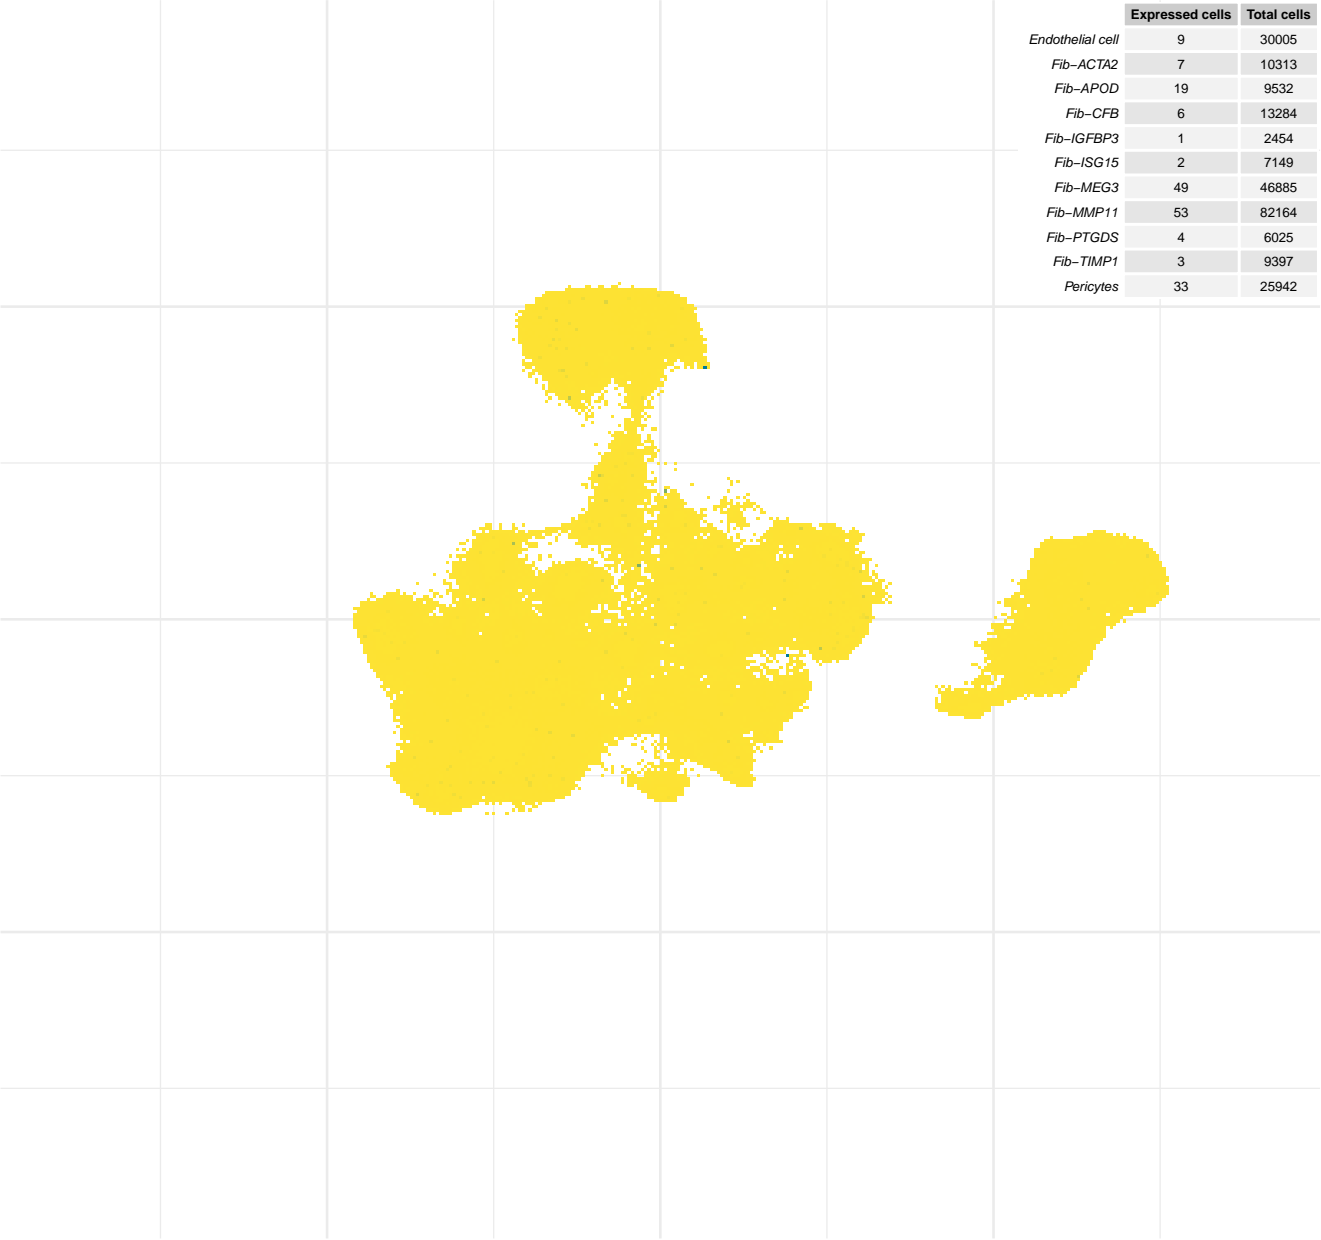 Expressed cells Total cells
Endothelial cell 9 30005
Fib−ACTA2 7 10313
Fib−APOD 19 9532
Fib−CFB 6 13284
Fib−IGFBP3 1 2454
Fib−ISG15 2 7149
Fib−MEG3 49 46885
Fib−MMP11 53 82164
Fib−PTGDS 4 6025
Fib−TIMP1 3 9397
Pericytes 33 25942